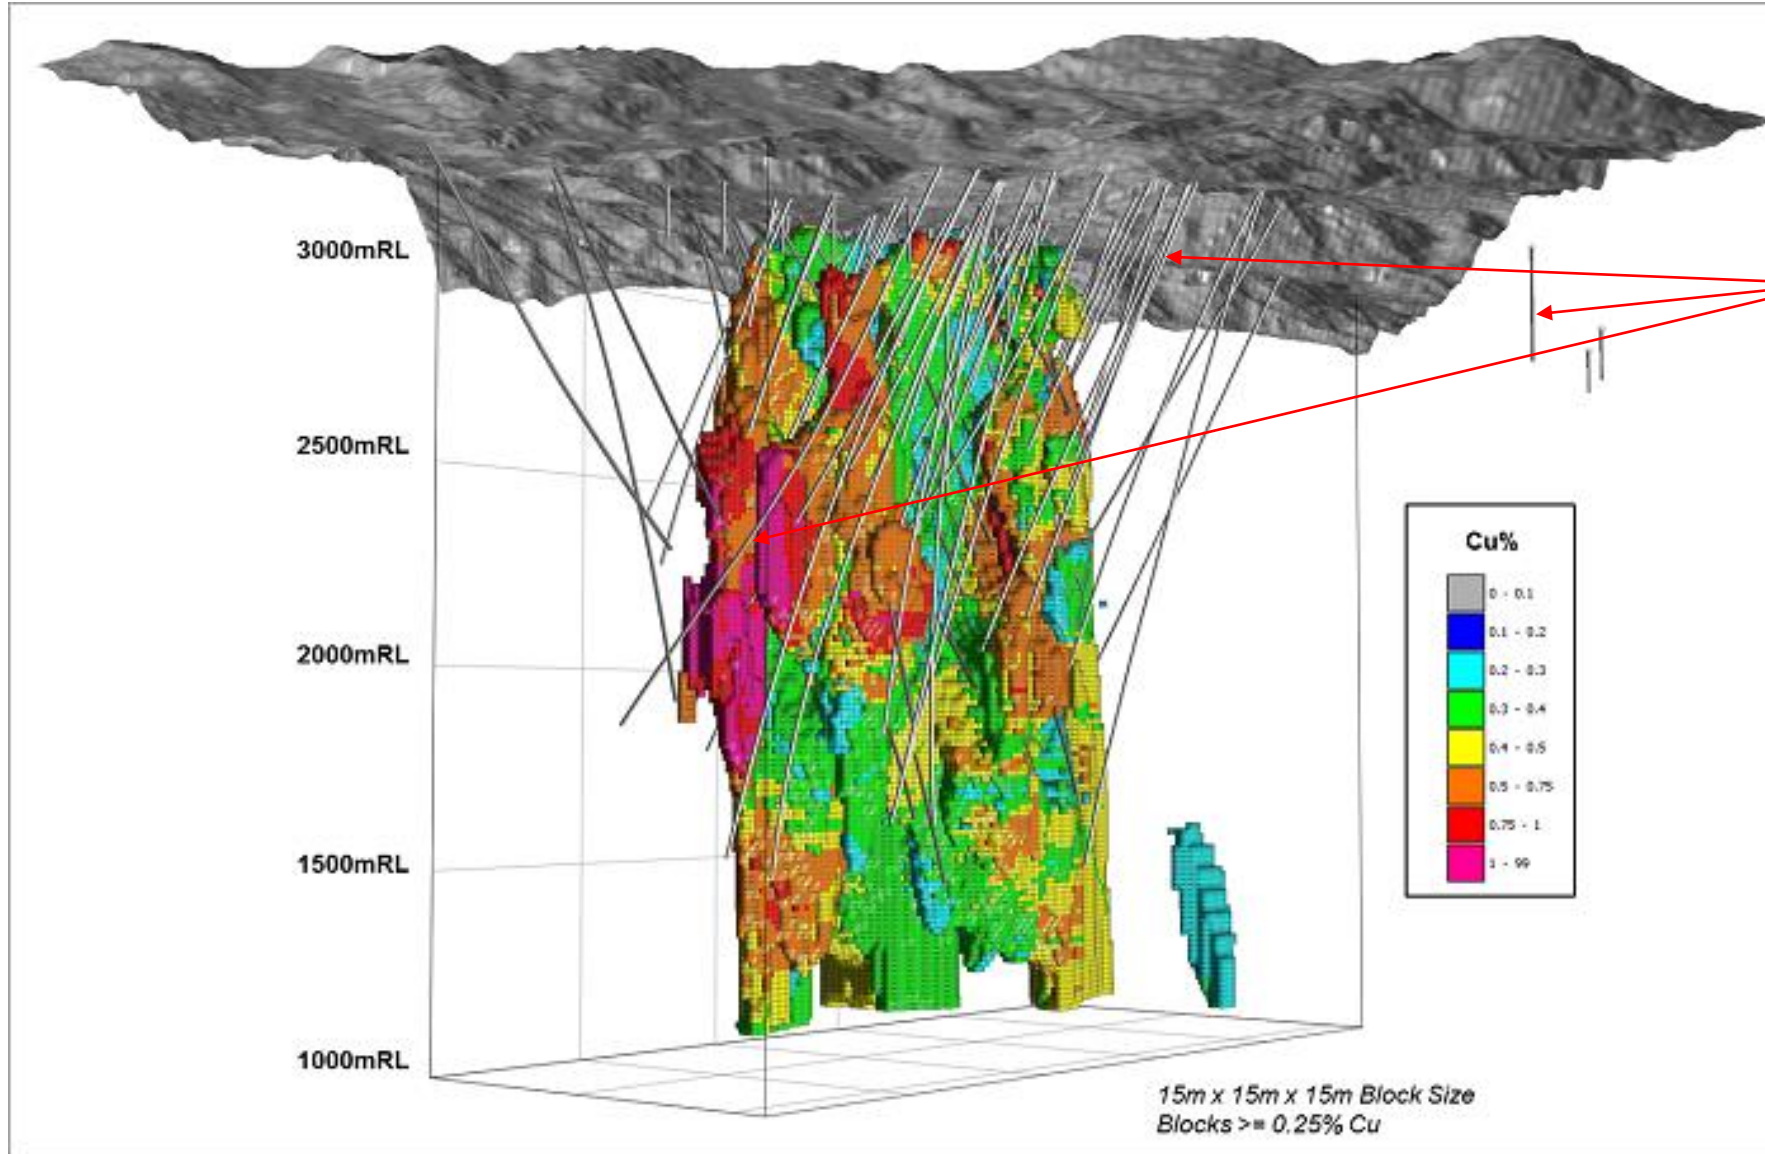 3000mRL
2500mRL
2000mRL
1500mRL
1000mRL
Cu%
0 - 0.1
0.1 - 0.2
0.2 - 0.3
0.3 - 0.4
0.4 - 0.5
0.5 - 0.75
0.75 - 1
1 - 99
15m x 15m x 15m Block Size
Blocks >= 0.25% Cu